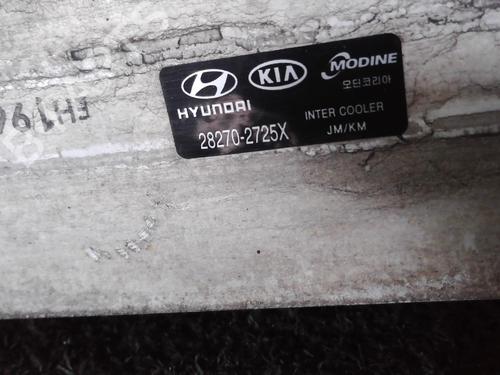 HYUNDAI
KIA
MODINE
모딘코리아
28270-2725X
INTER COOLER
JM/KM